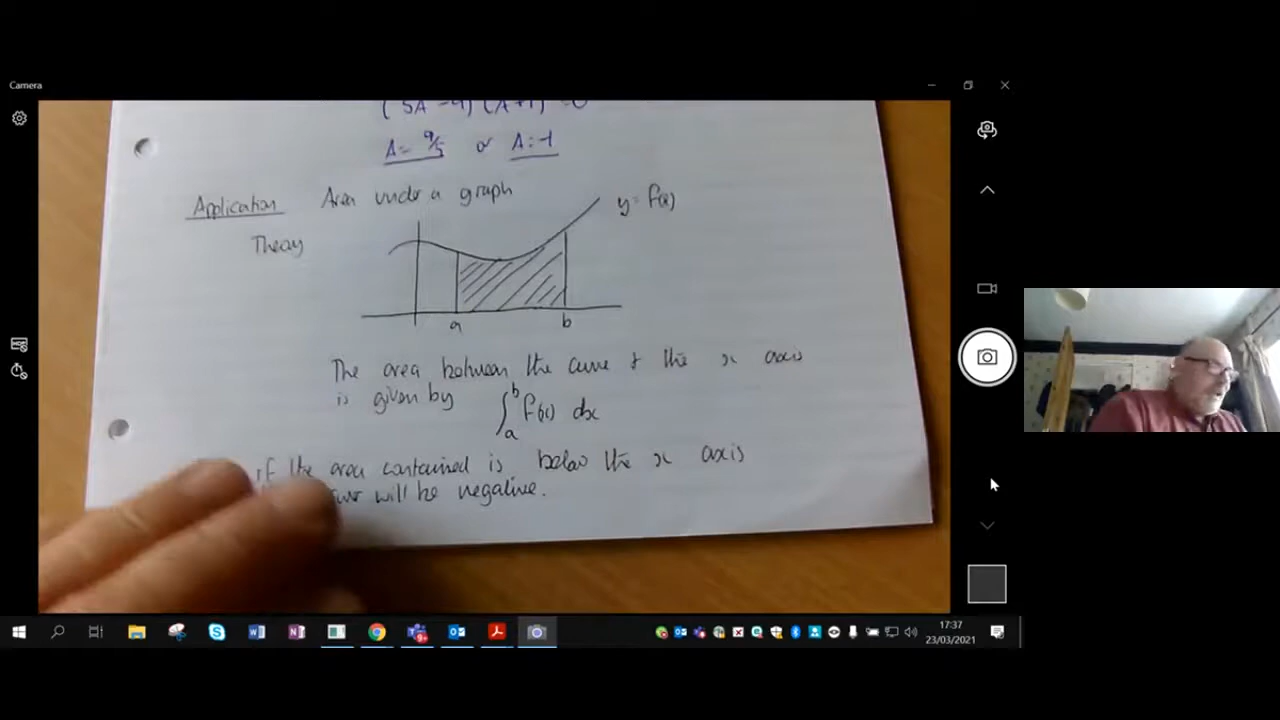 Camera
A = 9/5 or A = -1
Application Area under a graph
y = f(x)
Theory
a b
The area between the curve & the x axis
is given by ∫ₐᵇ f(x) dx
If the area contained is below the x axis
will be negative.
17:37
23/03/2021